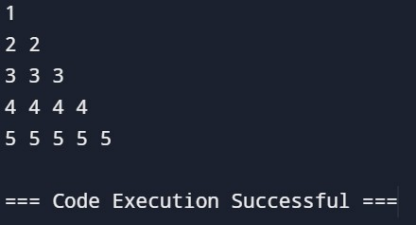 1
2 2
3 3 3
4 4 4 4
5 5 5 5 5
=== Code Execution Successful ===